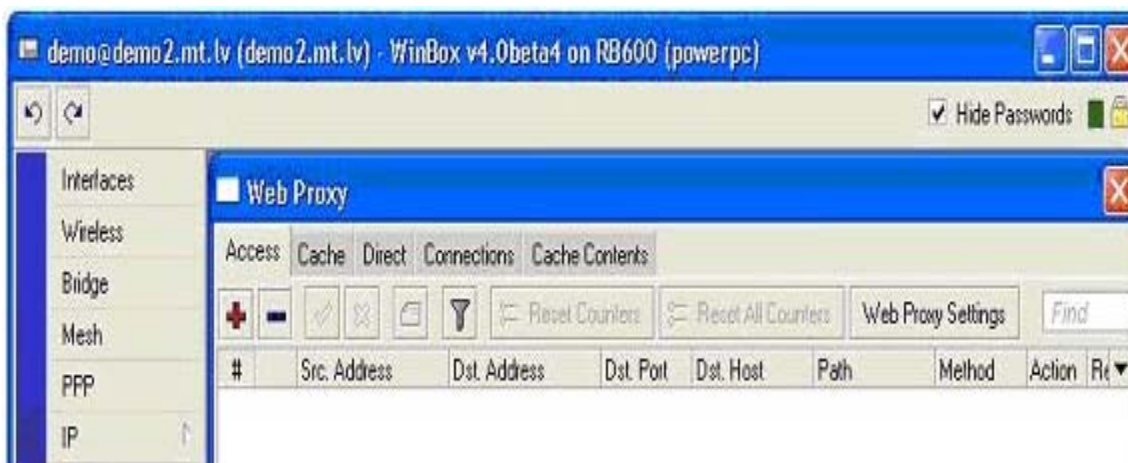 demo@demo2.mt.lv (demo2.mt.lv) - WinBox v4.0beta4 on RB600 (powerpc)
Hide Passwords
Interfaces
Wireless
Bridge
Mesh
PPP
IP
Web Proxy
Access Cache Direct Connections Cache Contents
Reset Counters Reset All Counters Web Proxy Settings Find
# Src. Address Dst. Address Dst. Port Dst. Host Path Method Action Re